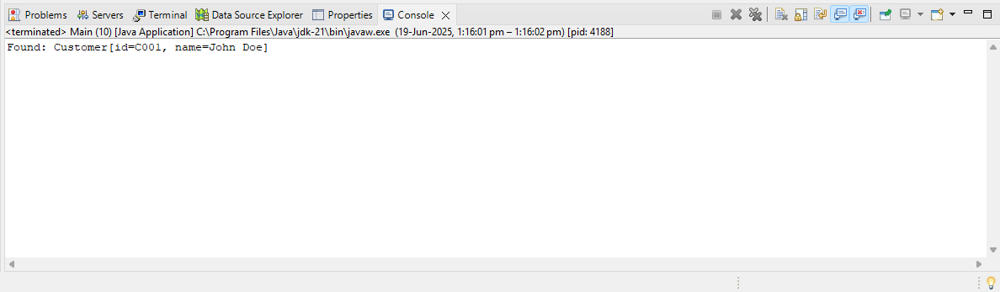 Problems Servers Terminal Data Source Explorer Properties Console
<terminated> Main (10) [Java Application] C:\Program Files\Java\jdk-21\bin\javaw.exe (19-Jun-2025, 1:16:01 pm – 1:16:02 pm) [pid: 4188]
Found: Customer[id=C001, name=John Doe]